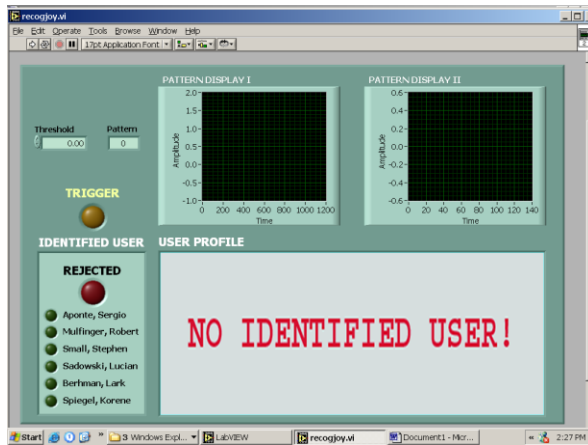 recogjoy.vi
File Edit Operate Tools Browse Window Help
17pt Application Font
PATTERN DISPLAY I
2.0
1.5
1.0
0.5
0.0
-0.5
-1.0
Amplitude
0 200 400 600 800 1000 1200
Time
PATTERN DISPLAY II
0.6
0.4
0.2
0.0
-0.2
-0.4
-0.6
Amplitude
0 20 40 60 80 100 120 140
Time
Threshold Pattern
0.00 0
TRIGGER
IDENTIFIED USER USER PROFILE
REJECTED
Aponte, Sergio
Mulfinger, Robert
Small, Stephen
Sadowski, Lucian
Berhman, Lark
Spiegel, Korene
NO IDENTIFIED USER!
Start 3 Windows Expl... LabVIEW recogjoy.vi Document1 - Micr... 2:27 PM